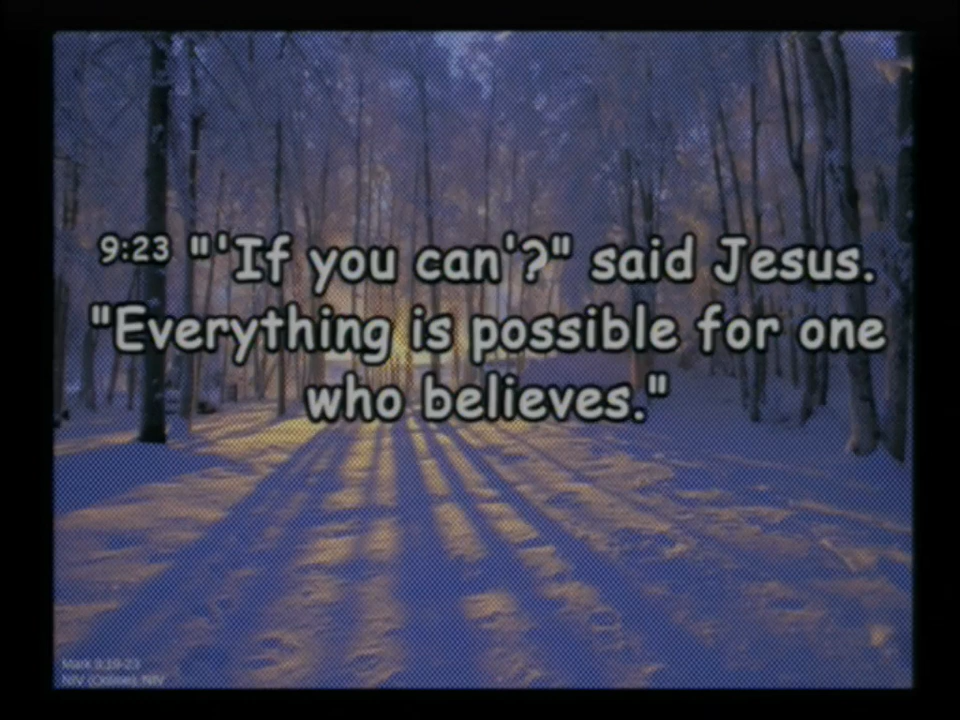 9:23 "'If you can'?" said Jesus.
"Everything is possible for one
who believes."
Mark 9:19-23
NIV (Online) NIV